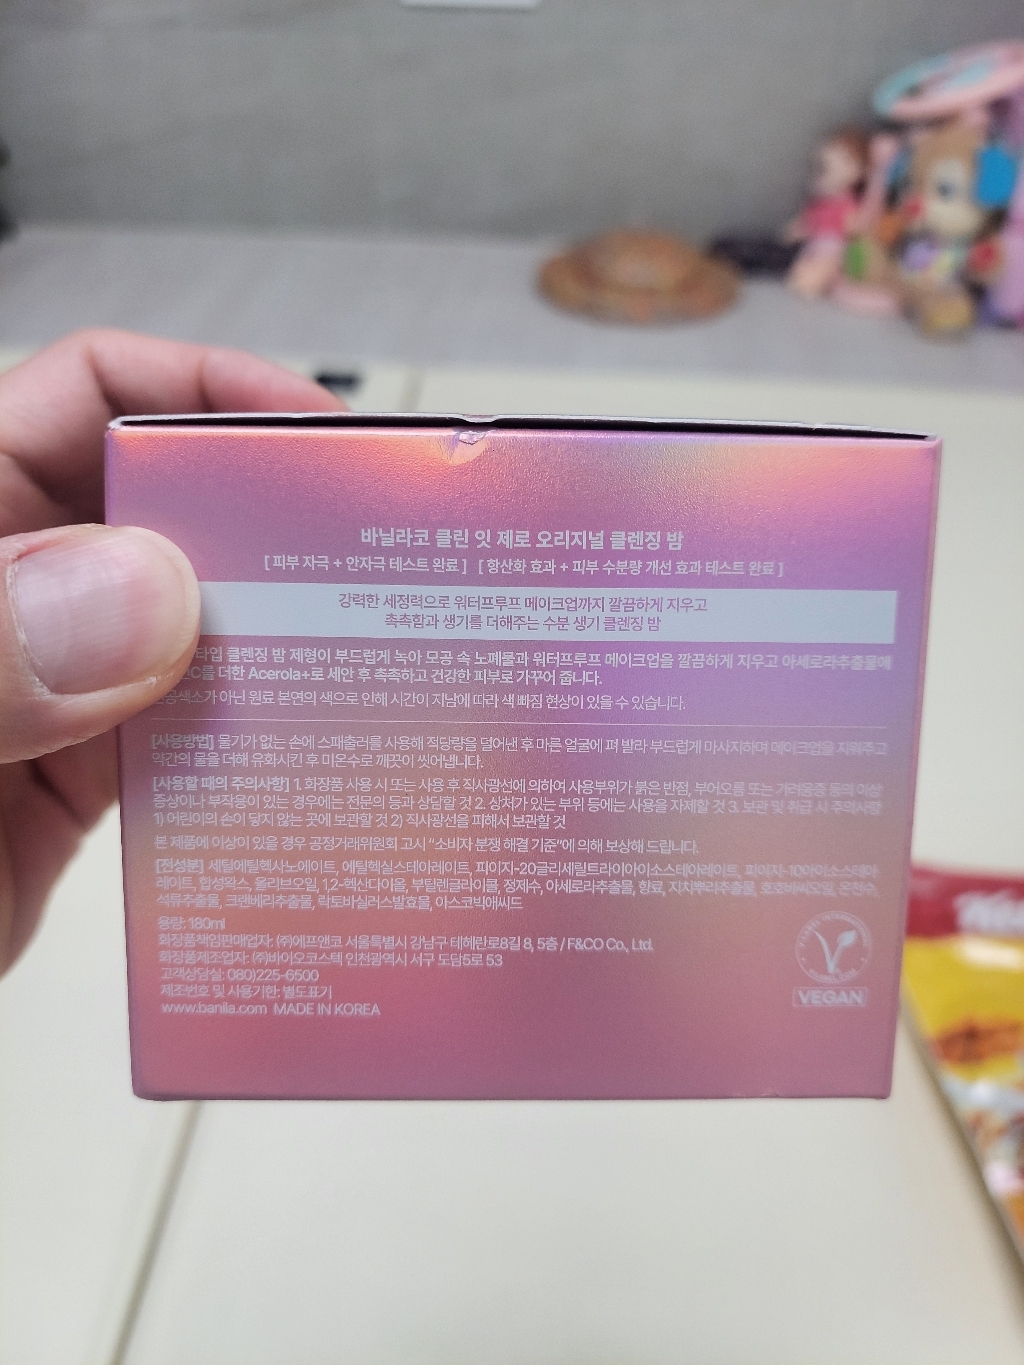 바닐라코 클린 잇 제로 오리지널 클렌징 밤
[ 피부 자극 + 안자극 테스트 완료 ] [ 항산화 효과 + 피부 수분량 개선 효과 테스트 완료 ]
강력한 세정력으로 워터프루프 메이크업까지 깔끔하게 지우고
촉촉함과 생기를 더해주는 수분 생기 클렌징 밤
타입 클렌징 밤 제형이 부드럽게 녹아 모공 속 노폐물과 워터프루프 메이크업을 깔끔하게 지우고 아세로라추출물에
C를 더한 Acerola+로 세안 후 촉촉하고 건강한 피부로 가꾸어 줍니다.
공색소가 아닌 원료 본연의 색으로 인해 시간이 지남에 따라 색 빠짐 현상이 있을 수 있습니다.
[사용방법] 물기가 없는 손에 스패출러를 사용해 적당량을 덜어낸 후 마른 얼굴에 펴 발라 부드럽게 마사지하며 메이크업을 지워주고
약간의 물을 더해 유화시킨 후 미온수로 깨끗이 씻어냅니다.
[사용할 때의 주의사항] 1. 화장품 사용 시 또는 사용 후 직사광선에 의하여 사용부위가 붉은 반점, 부어오름 또는 가려움증 등의 이상
증상이나 부작용이 있는 경우에는 전문의 등과 상담할 것 2. 상처가 있는 부위 등에는 사용을 자제할 것 3. 보관 및 취급 시 주의사항
1) 어린이의 손이 닿지 않는 곳에 보관할 것 2) 직사광선을 피해서 보관할 것
본 제품에 이상이 있을 경우 공정거래위원회 고시 "소비자 분쟁 해결 기준"에 의해 보상해 드립니다.
[전성분] 세틸에틸헥사노에이트, 에틸헥실스테아레이트, 피이지-20글리세릴트라이아이소스테아레이트, 피이지-10아이소스테아
레이트, 합성왁스, 올리브오일, 1,2-헥산다이올, 부틸렌글라이콜, 정제수, 아세로라추출물, 향료, 지치뿌리추출물, 호호바씨오일, 온천수,
석류추출물, 크랜베리추출물, 락토바실러스발효물, 아스코빅애씨드
용량: 180ml
화장품책임판매업자: ㈜에프앤코 서울특별시 강남구 테헤란로8길 8, 5층 / F&CO Co., Ltd.
화장품제조업자: ㈜바이오코스텍 인천광역시 서구 도담5로 53
고객상담실: 080)225-6500
제조번호 및 사용기한: 별도표기
www.banila.com MADE IN KOREA
VEGAN